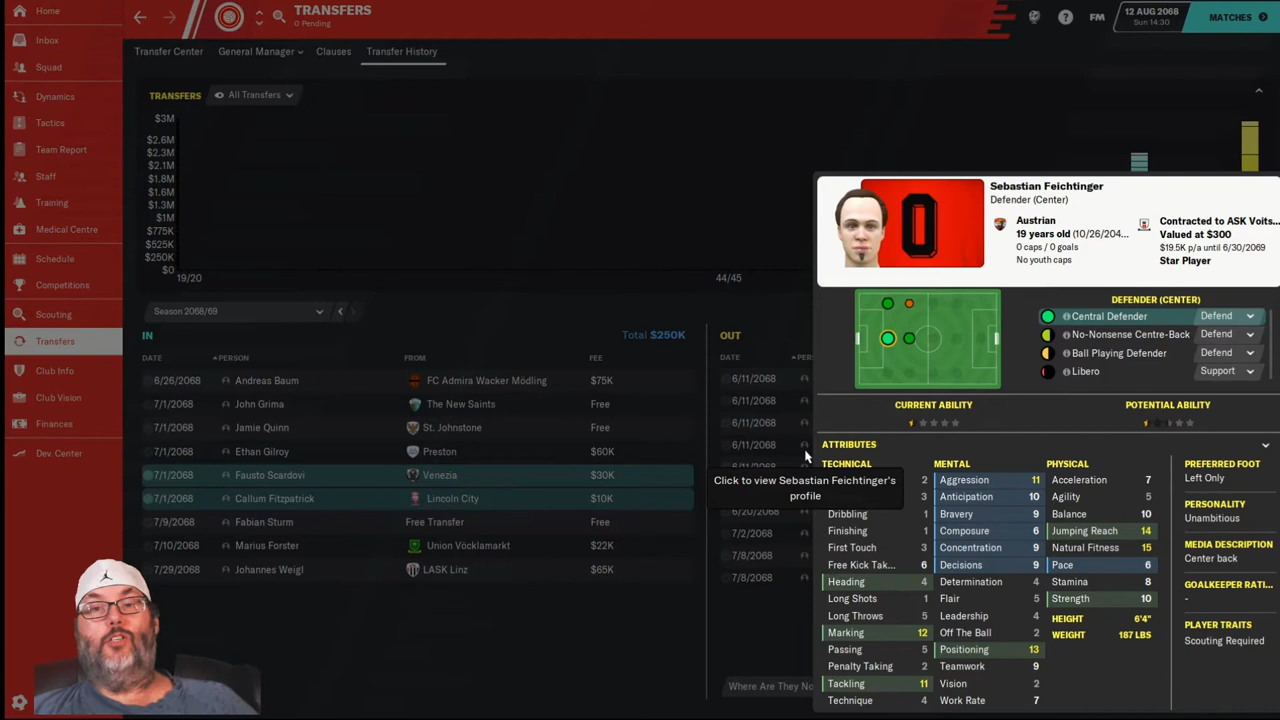 Home
TRANSFERS
0 Pending
FM
12 AUG 2068
Sun 14:30
MATCHES
Inbox
Squad
Dynamics
Tactics
Team Report
Staff
Training
Medical Centre
Schedule
Competitions
Scouting
Transfers
Club Info
Club Vision
Finances
Dev. Center
Transfer Center
General Manager
Clauses
Transfer History
TRANSFERS
All Transfers
$3M
$2.6M
$2.3M
$2.1M
$1.8M
$1.6M
$1.3M
$1M
$775K
$525K
$250K
$0
19/20
44/45
Season 2068/69
IN
Total $250K
DATE PERSON FROM FEE
6/26/2068 Andreas Baum FC Admira Wacker Mödling $75K
7/1/2068 John Grima The New Saints Free
7/1/2068 Jamie Quinn St. Johnstone Free
7/1/2068 Ethan Gilroy Preston $60K
7/1/2068 Fausto Scardovi Venezia $30K
7/1/2068 Callum Fitzpatrick Lincoln City $10K
7/9/2068 Fabian Sturm Free Transfer Free
7/10/2068 Marius Forster Union Vöcklamarkt $22K
7/29/2068 Johannes Weigl LASK Linz $65K
OUT
DATE
6/11/2068
6/11/2068
6/11/2068
6/11/2068
6/20/2068
7/2/2068
7/8/2068
7/8/2068
Where Are They No
Click to view Sebastian Feichtinger's
profile
0
Sebastian Feichtinger
Defender (Center)
Austrian
19 years old (10/26/204...
0 caps / 0 goals
No youth caps
Contracted to ASK Voits...
Valued at $300
$19.5K p/a until 6/30/2069
Star Player
DEFENDER (CENTER)
Central Defender Defend
No-Nonsense Centre-Back Defend
Ball Playing Defender Defend
Libero Support
CURRENT ABILITY
POTENTIAL ABILITY
ATTRIBUTES
TECHNICAL
2
3
Dribbling 1
Finishing 1
First Touch 3
Free Kick Tak... 6
Heading 4
Long Shots 1
Long Throws 5
Marking 12
Passing 5
Penalty Taking 2
Tackling 11
Technique 4
MENTAL
Aggression 11
Anticipation 10
Bravery 9
Composure 6
Concentration 9
Decisions 9
Determination 4
Flair 5
Leadership 4
Off The Ball 2
Positioning 13
Teamwork 9
Vision 2
Work Rate 7
PHYSICAL
Acceleration 7
Agility 5
Balance 10
Jumping Reach 14
Natural Fitness 15
Pace 6
Stamina 8
Strength 10
HEIGHT 6'4"
WEIGHT 187 LBS
PREFERRED FOOT
Left Only
PERSONALITY
Unambitious
MEDIA DESCRIPTION
Center back
GOALKEEPER RATI...
-
PLAYER TRAITS
Scouting Required